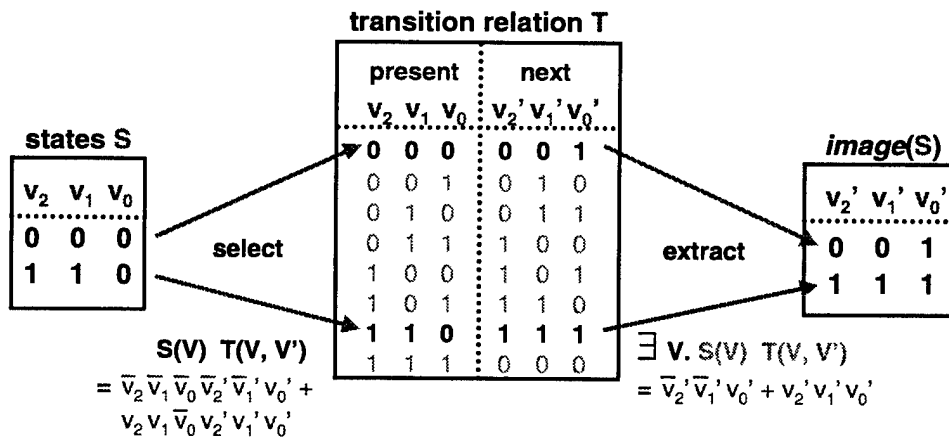 transition relation T
present next
v₂ v₁ v₀ v₂' v₁' v₀'
0 0 0 0 0 1
0 0 1 0 1 0
0 1 0 0 1 1
0 1 1 1 0 0
1 0 0 1 0 1
1 0 1 1 1 0
1 1 0 1 1 1
1 1 1 0 0 0
states S
v₂ v₁ v₀
0 0 0
1 1 0
select
extract
image(S)
v₂' v₁' v₀'
0 0 1
1 1 1
S(V) T(V, V')
= v̅₂ v̅₁ v̅₀ v̅₂' v̅₁' v₀' +
v₂ v₁ v̅₀ v₂' v₁' v₀'
∃ V. S(V) T(V, V')
= v̅₂' v̅₁' v₀' + v₂' v₁' v₀'